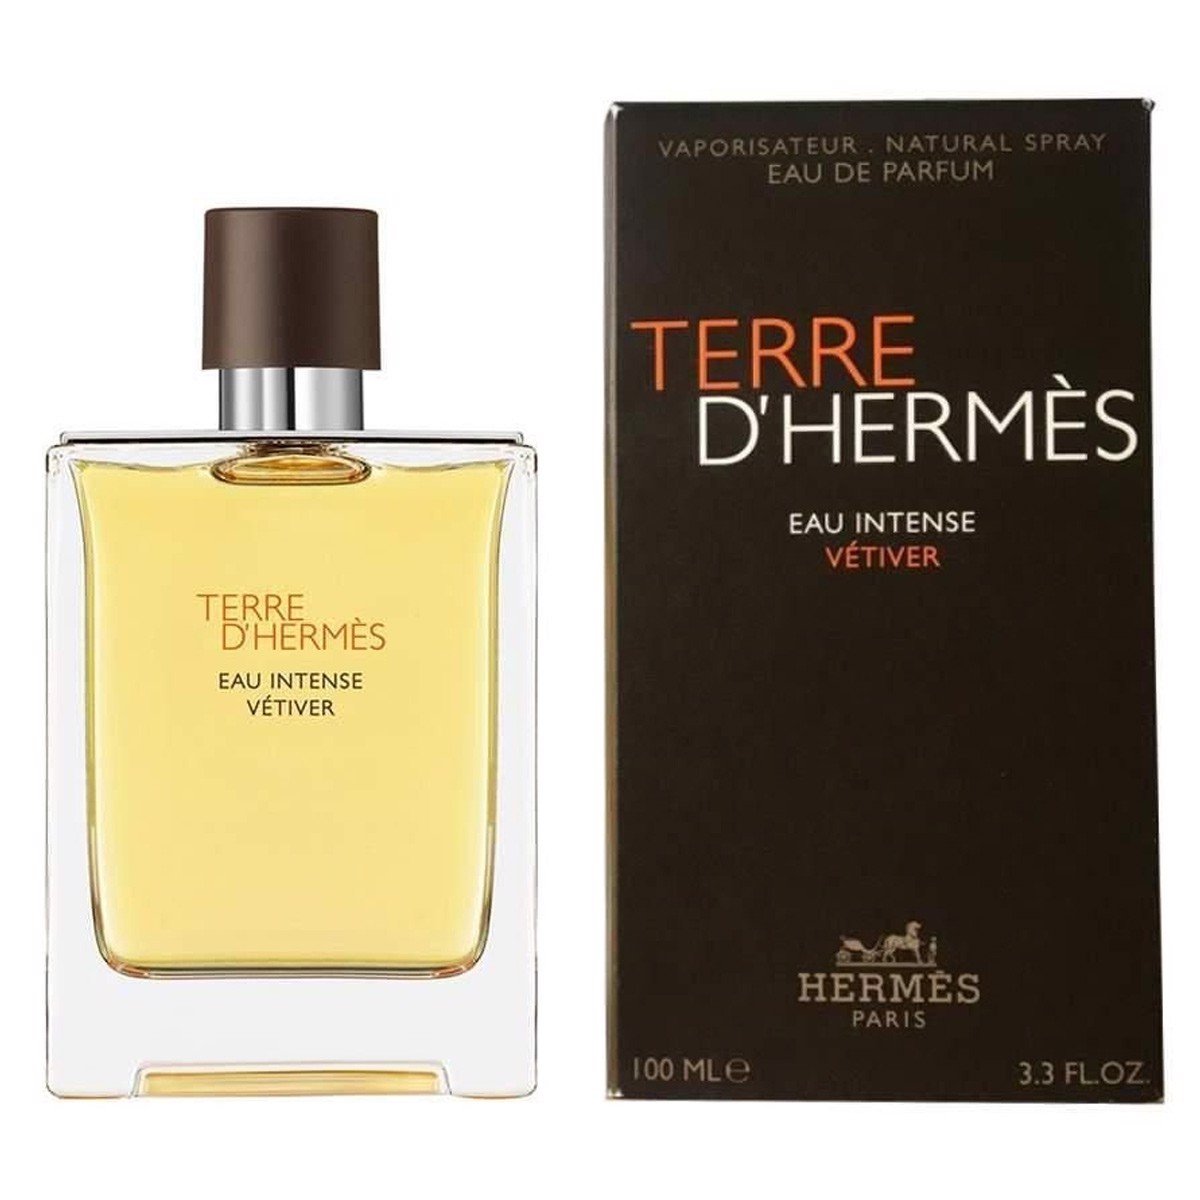 TERRE
D'HERMÈS
EAU INTENSE
VÉTIVER
VAPORISATEUR . NATURAL SPRAY
EAU DE PARFUM
TERRE
D'HERMÈS
EAU INTENSE
VÉTIVER
HERMÈS
PARIS
100 ML℮
3.3 FL.OZ.